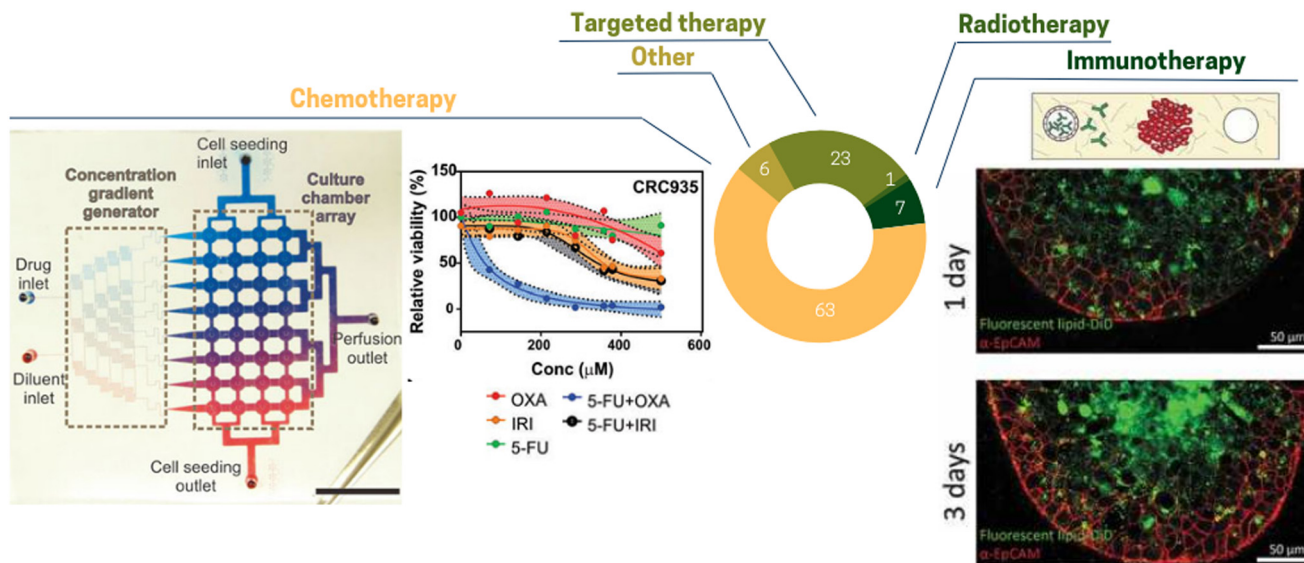 Targeted therapy
Radiotherapy
Other
Immunotherapy
Chemotherapy
Cell seeding
inlet
Concentration
gradient
generator
Culture
chamber
array
Drug
inlet
Diluent
inlet
Perfusion
outlet
Cell seeding
outlet
CRC935
Relative viability (%)
150
100
50
0
0
200
400
600
Conc (µM)
OXA
5-FU+OXA
IRI
5-FU+IRI
5-FU
6
23
1
7
63
1 day
Fluorescent lipid-DiD
α-EpCAM
50 µm
3 days
Fluorescent lipid-DiD
α-EpCAM
50 µm